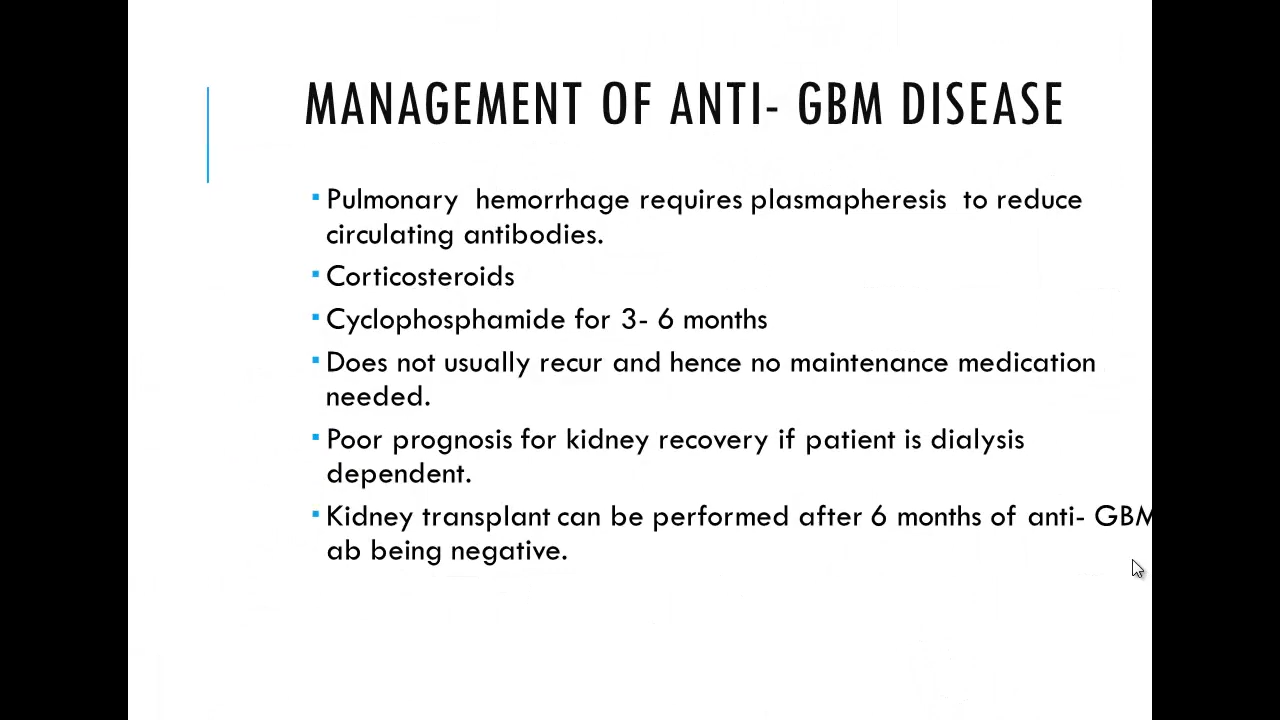 MANAGEMENT OF ANTI- GBM DISEASE
Pulmonary hemorrhage requires plasmapheresis to reduce
circulating antibodies.
Corticosteroids
Cyclophosphamide for 3- 6 months
Does not usually recur and hence no maintenance medication
needed.
Poor prognosis for kidney recovery if patient is dialysis
dependent.
Kidney transplant can be performed after 6 months of anti- GBM
ab being negative.